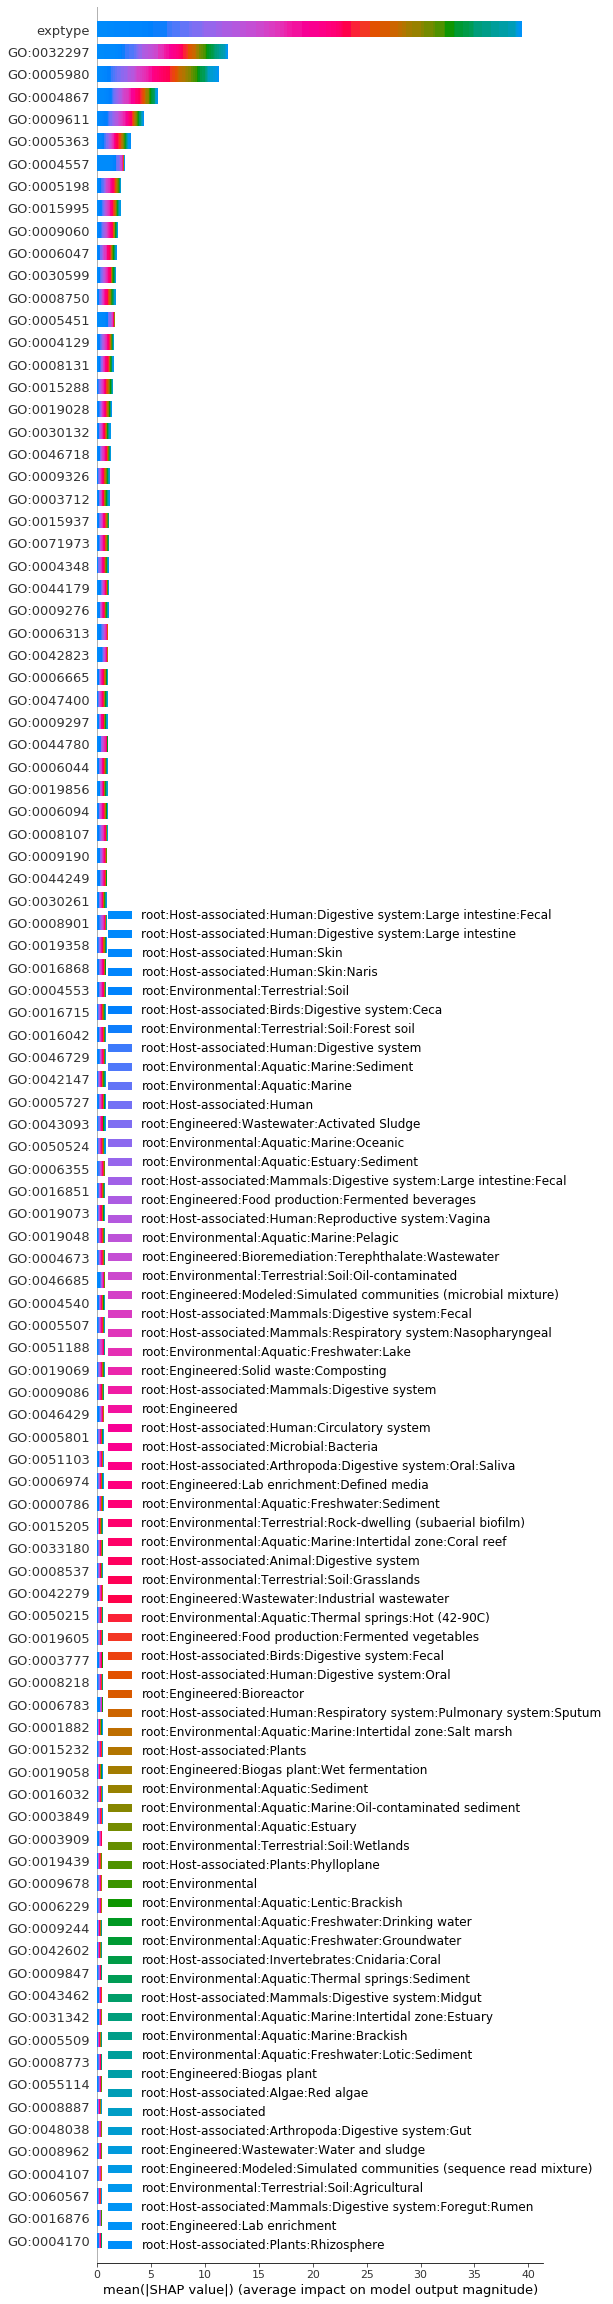 exptype
GO:0032297
GO:0005980
GO:0004867
GO:0009611
GO:0005363
GO:0004557
GO:0005198
GO:0015995
GO:0009060
GO:0006047
GO:0030599
GO:0008750
GO:0005451
GO:0004129
GO:0008131
GO:0015288
GO:0019028
GO:0030132
GO:0046718
GO:0009326
GO:0003712
GO:0015937
GO:0071973
GO:0004348
GO:0044179
GO:0009276
GO:0006313
GO:0042823
GO:0006665
GO:0047400
GO:0009297
GO:0044780
GO:0006044
GO:0019856
GO:0006094
GO:0008107
GO:0009190
GO:0044249
GO:0030261
GO:0008901
GO:0019358
GO:0016868
GO:0004553
GO:0016715
GO:0016042
GO:0046729
GO:0042147
GO:0005727
GO:0043093
GO:0050524
GO:0006355
GO:0016851
GO:0019073
GO:0019048
GO:0004673
GO:0046685
GO:0004540
GO:0005507
GO:0051188
GO:0019069
GO:0009086
GO:0046429
GO:0005801
GO:0051103
GO:0006974
GO:0000786
GO:0015205
GO:0033180
GO:0008537
GO:0042279
GO:0050215
GO:0019605
GO:0003777
GO:0008218
GO:0006783
GO:0001882
GO:0015232
GO:0019058
GO:0016032
GO:0003849
GO:0003909
GO:0019439
GO:0009678
GO:0006229
GO:0009244
GO:0042602
GO:0009847
GO:0043462
GO:0031342
GO:0005509
GO:0008773
GO:0055114
GO:0008887
GO:0048038
GO:0008962
GO:0004107
GO:0060567
GO:0016876
GO:0004170
root:Host-associated:Human:Digestive system:Large intestine:Fecal
root:Host-associated:Human:Digestive system:Large intestine
root:Host-associated:Human:Skin
root:Host-associated:Human:Skin:Naris
root:Environmental:Terrestrial:Soil
root:Host-associated:Birds:Digestive system:Ceca
root:Environmental:Terrestrial:Soil:Forest soil
root:Host-associated:Human:Digestive system
root:Environmental:Aquatic:Marine:Sediment
root:Environmental:Aquatic:Marine
root:Host-associated:Human
root:Engineered:Wastewater:Activated Sludge
root:Environmental:Aquatic:Marine:Oceanic
root:Environmental:Aquatic:Estuary:Sediment
root:Host-associated:Mammals:Digestive system:Large intestine:Fecal
root:Engineered:Food production:Fermented beverages
root:Host-associated:Human:Reproductive system:Vagina
root:Environmental:Aquatic:Marine:Pelagic
root:Engineered:Bioremediation:Terephthalate:Wastewater
root:Environmental:Terrestrial:Soil:Oil-contaminated
root:Engineered:Modeled:Simulated communities (microbial mixture)
root:Host-associated:Mammals:Digestive system:Fecal
root:Host-associated:Mammals:Respiratory system:Nasopharyngeal
root:Environmental:Aquatic:Freshwater:Lake
root:Engineered:Solid waste:Composting
root:Host-associated:Mammals:Digestive system
root:Engineered
root:Host-associated:Human:Circulatory system
root:Host-associated:Microbial:Bacteria
root:Host-associated:Arthropoda:Digestive system:Oral:Saliva
root:Engineered:Lab enrichment:Defined media
root:Environmental:Aquatic:Freshwater:Sediment
root:Environmental:Terrestrial:Rock-dwelling (subaerial biofilm)
root:Environmental:Aquatic:Marine:Intertidal zone:Coral reef
root:Host-associated:Animal:Digestive system
root:Environmental:Terrestrial:Soil:Grasslands
root:Engineered:Wastewater:Industrial wastewater
root:Environmental:Aquatic:Thermal springs:Hot (42-90C)
root:Engineered:Food production:Fermented vegetables
root:Host-associated:Birds:Digestive system:Fecal
root:Host-associated:Human:Digestive system:Oral
root:Engineered:Bioreactor
root:Host-associated:Human:Respiratory system:Pulmonary system:Sputum
root:Environmental:Aquatic:Marine:Intertidal zone:Salt marsh
root:Host-associated:Plants
root:Engineered:Biogas plant:Wet fermentation
root:Environmental:Aquatic:Sediment
root:Environmental:Aquatic:Marine:Oil-contaminated sediment
root:Environmental:Aquatic:Estuary
root:Environmental:Terrestrial:Soil:Wetlands
root:Host-associated:Plants:Phylloplane
root:Environmental
root:Environmental:Aquatic:Lentic:Brackish
root:Environmental:Aquatic:Freshwater:Drinking water
root:Environmental:Aquatic:Freshwater:Groundwater
root:Host-associated:Invertebrates:Cnidaria:Coral
root:Environmental:Aquatic:Thermal springs:Sediment
root:Host-associated:Mammals:Digestive system:Midgut
root:Environmental:Aquatic:Marine:Intertidal zone:Estuary
root:Environmental:Aquatic:Marine:Brackish
root:Environmental:Aquatic:Freshwater:Lotic:Sediment
root:Engineered:Biogas plant
root:Host-associated:Algae:Red algae
root:Host-associated
root:Host-associated:Arthropoda:Digestive system:Gut
root:Engineered:Wastewater:Water and sludge
root:Engineered:Modeled:Simulated communities (sequence read mixture)
root:Environmental:Terrestrial:Soil:Agricultural
root:Host-associated:Mammals:Digestive system:Foregut:Rumen
root:Engineered:Lab enrichment
root:Host-associated:Plants:Rhizosphere
0 5 10 15 20 25 30 35 40
mean(|SHAP value|) (average impact on model output magnitude)